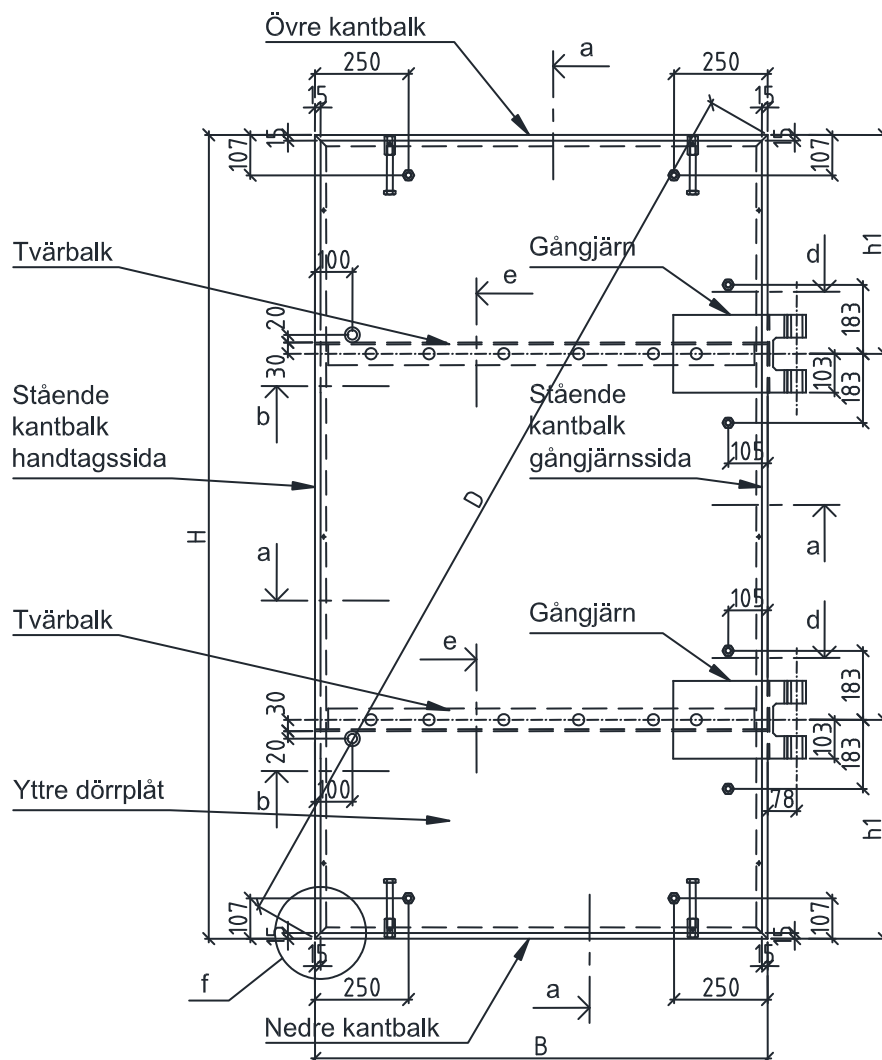 Övre kantbalk
a
250
250
15
15
15
15
107
107
h1
Tvärbalk
Gångjärn
d
100
e
20
183
30
103
183
Stående
kantbalk
handtagssida
b
Stående
kantbalk
gångjärnssida
105
D
H
a
a
105
Tvärbalk
Gångjärn
d
e
30
183
20
103
183
Yttre dörrplåt
b
100
78
h1
107
107
15
15
15
15
f
250
a
250
Nedre kantbalk
B